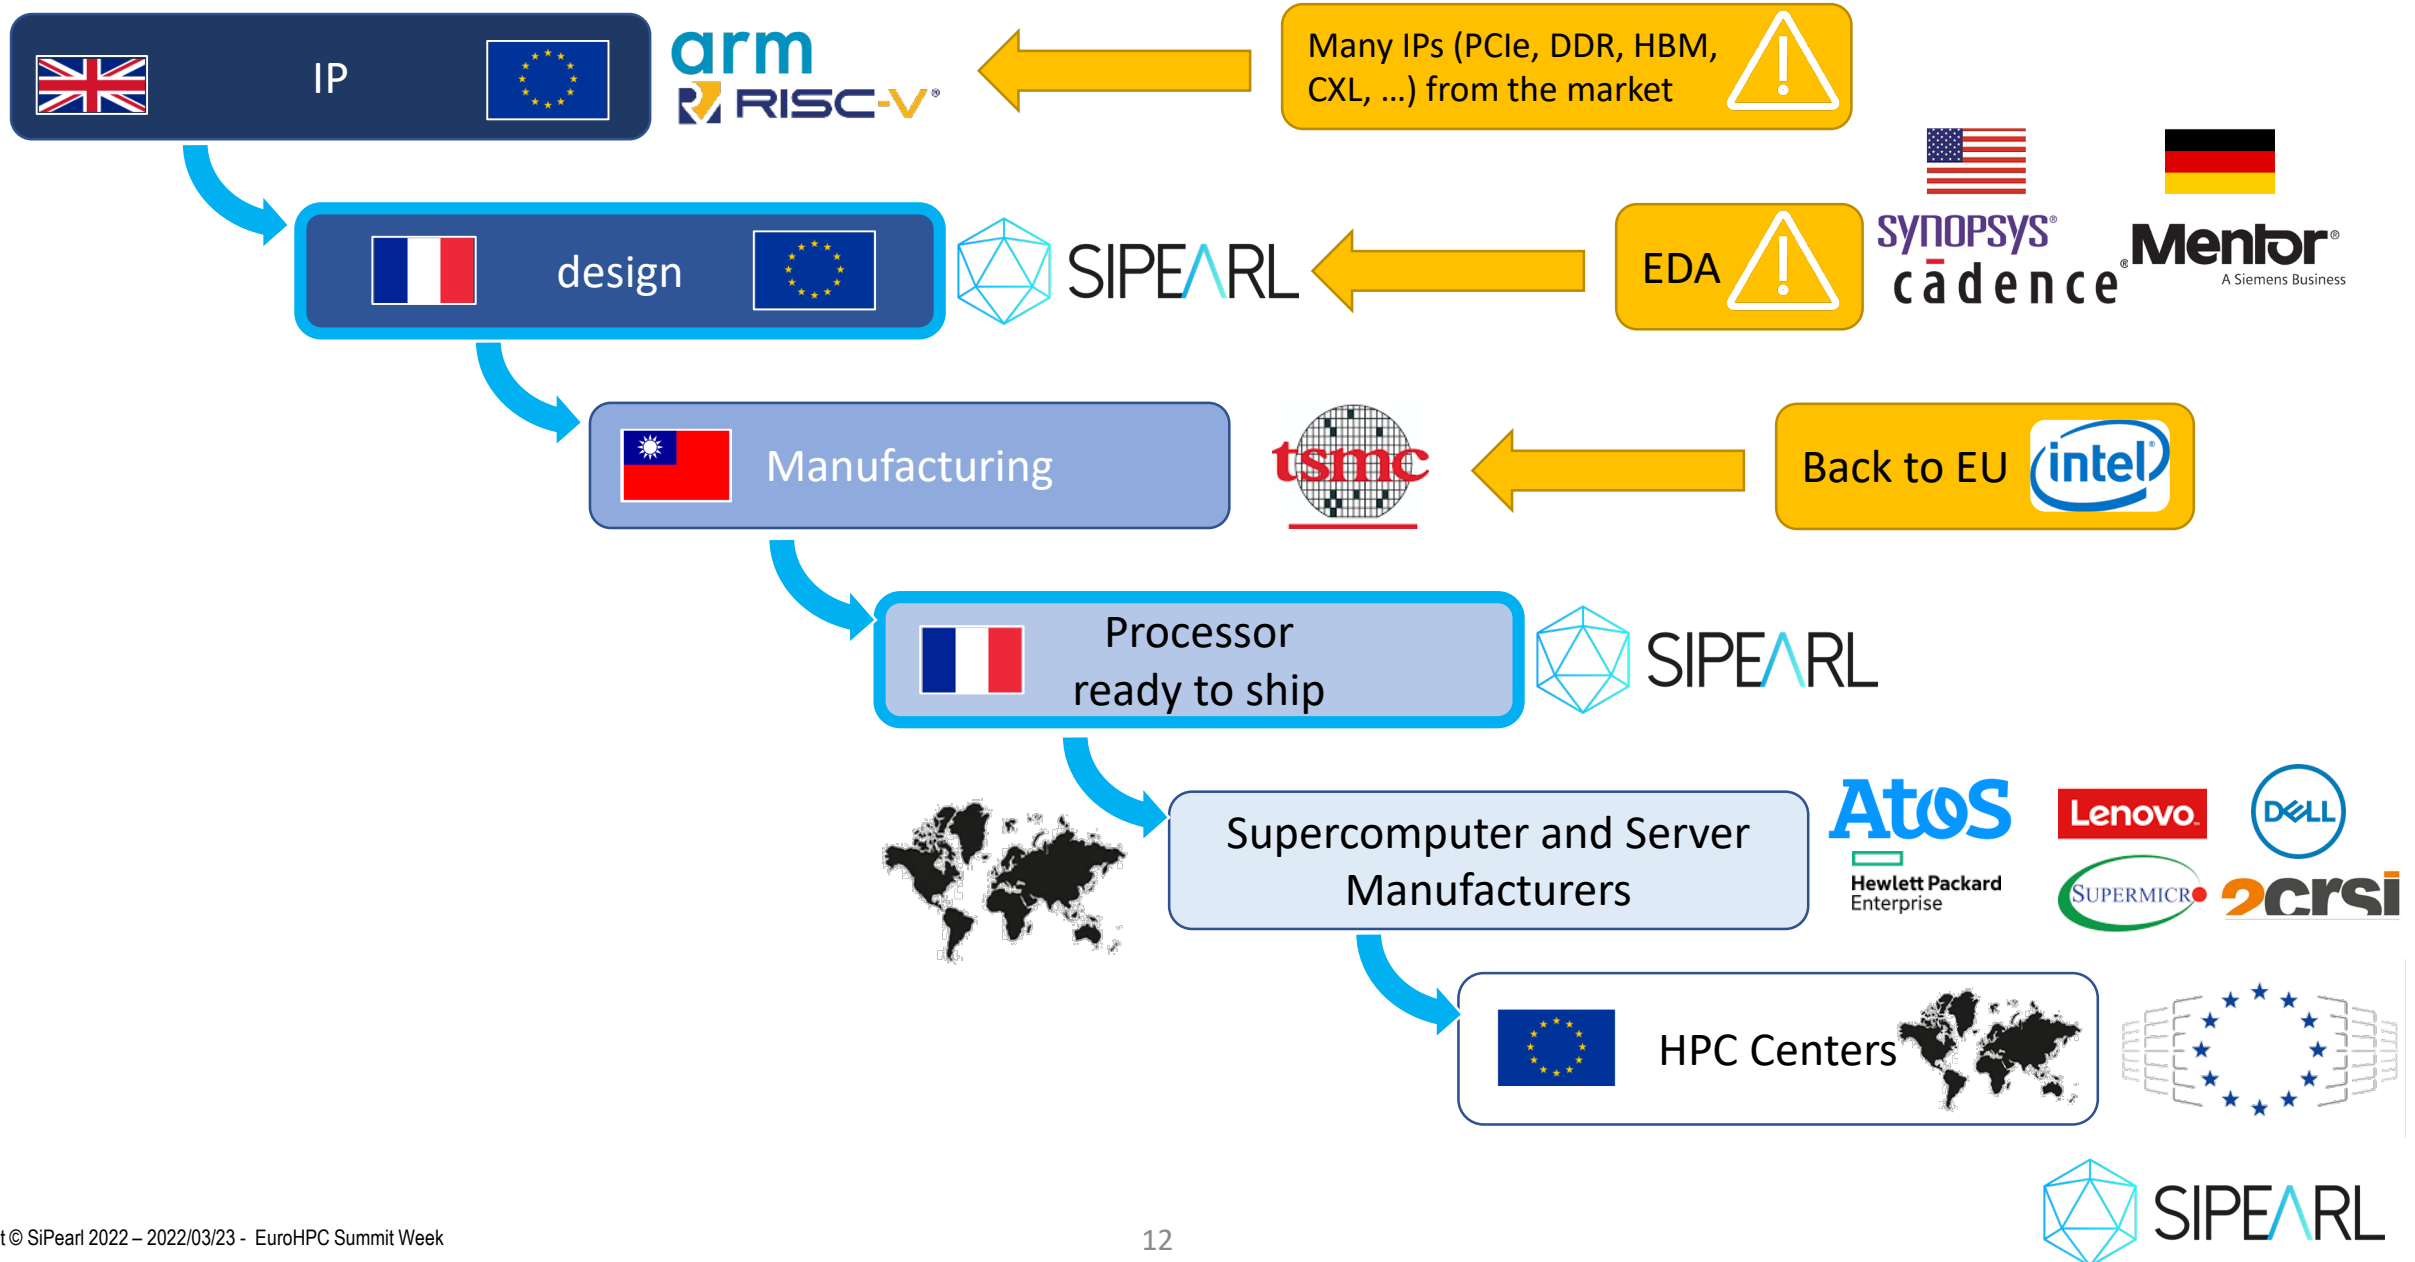 IP
arm
RISC-V®
Many IPs (PCIe, DDR, HBM,
CXL, ...) from the market
design
SIPEARL
EDA
SYNOPSYS®
cādence®
Mentor®
A Siemens Business
Manufacturing
tsmc
Back to EU
intel®
Processor
ready to ship
SIPEARL
Supercomputer and Server
Manufacturers
Atos
Lenovo
DELL
Hewlett Packard
Enterprise
SUPERMICRO
2crsi
HPC Centers
SIPEARL
t © SiPearl 2022 – 2022/03/23 - EuroHPC Summit Week
12